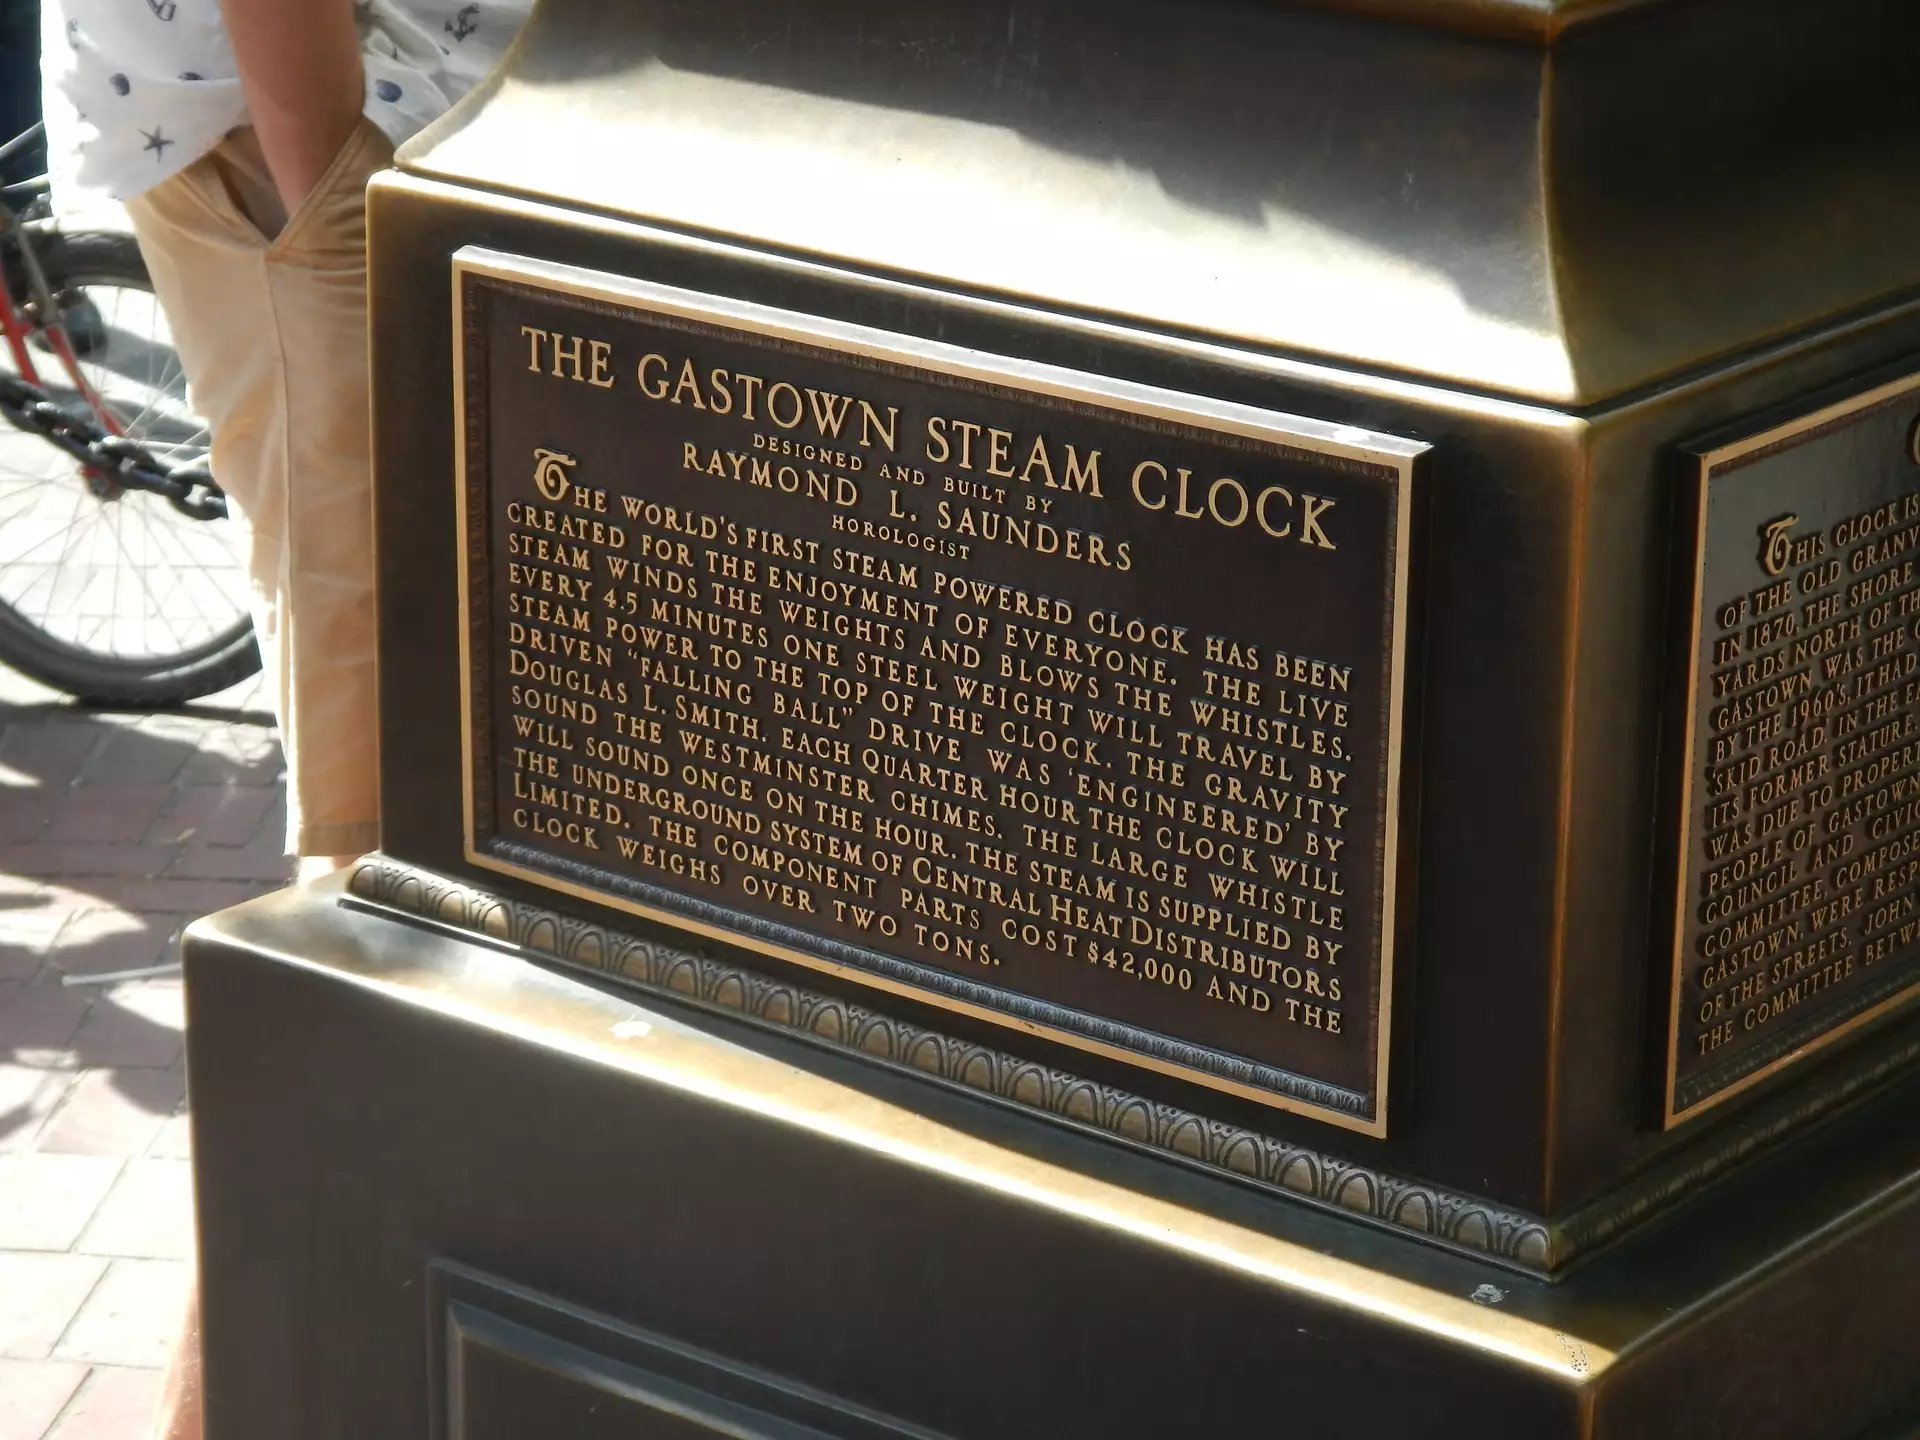 THE GASTOWN STEAM CLOCK
DESIGNED AND BUILT BY
RAYMOND L. SAUNDERS
HOROLOGIST
THE WORLD'S FIRST STEAM POWERED CLOCK HAS BEEN
CREATED FOR THE ENJOYMENT OF EVERYONE. THE LIVE
STEAM WINDS THE WEIGHTS AND BLOWS THE WHISTLES.
EVERY 4.5 MINUTES ONE STEEL WEIGHT WILL TRAVEL BY
STEAM POWER TO THE TOP OF THE CLOCK. THE GRAVITY
DRIVEN "FALLING BALL" DRIVE WAS 'ENGINEERED' BY
DOUGLAS L. SMITH. EACH QUARTER HOUR THE CLOCK WILL
SOUND THE WESTMINSTER CHIMES. THE LARGE WHISTLE
WILL SOUND ONCE ON THE HOUR. THE STEAM IS SUPPLIED BY
THE UNDERGROUND SYSTEM OF CENTRAL HEAT DISTRIBUTORS
LIMITED. THE COMPONENT PARTS COST $42,000 AND THE
CLOCK WEIGHS OVER TWO TONS.
THIS CLOCK IS
OF THE OLD
IN 1870, THE SHORE
YARDS NORTH OF
GASTOWN WAS THE
BY THE 1960'S, IT HAD
'SKID ROAD. IN THE
ITS FORMER STATURE.
WAS DUE TO
PEOPLE OF GASTOWN
COUNCIL AND
COMMITTEE,
GASTOWN, WERE
OF THE STREETS. JOHN
THE COMMITTEE